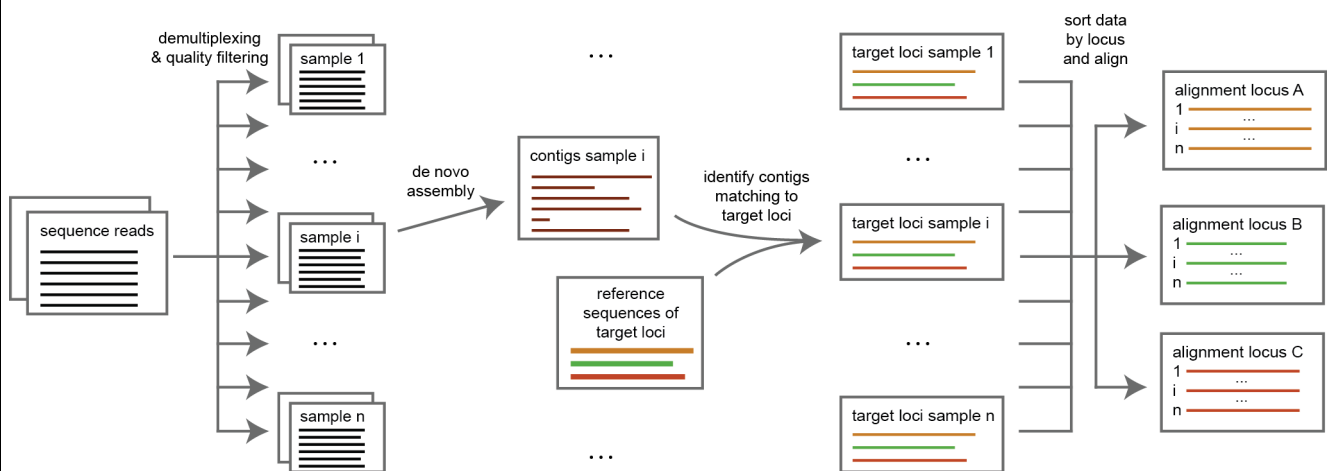 sequence reads
demultiplexing
& quality filtering
sample 1
...
sample i
...
sample n
de novo
assembly
...
contigs sample i
reference
sequences of
target loci
...
identify contigs
matching to
target loci
target loci sample 1
...
target loci sample i
...
target loci sample n
sort data
by locus
and align
alignment locus A
1
...
i
...
n
alignment locus B
1
...
i
...
n
alignment locus C
1
...
i
...
n